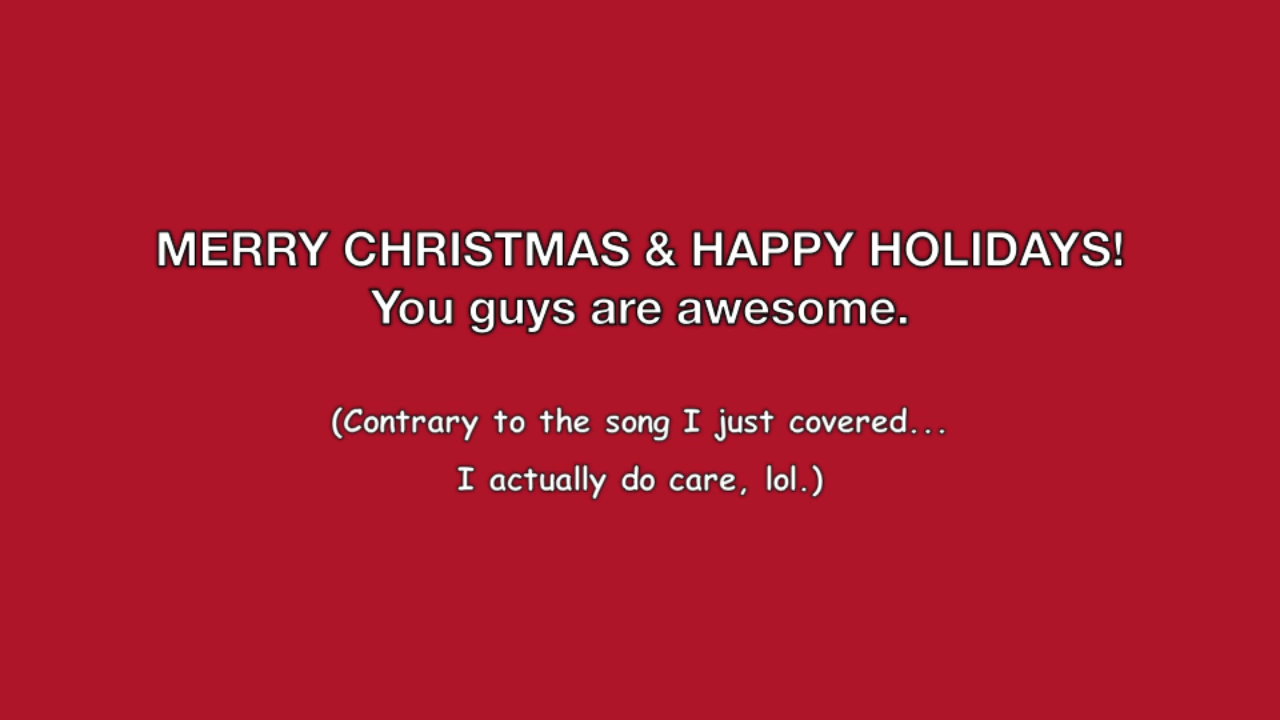 MERRY CHRISTMAS & HAPPY HOLIDAYS!
You guys are awesome.
(Contrary to the song I just covered...
I actually do care, lol.)